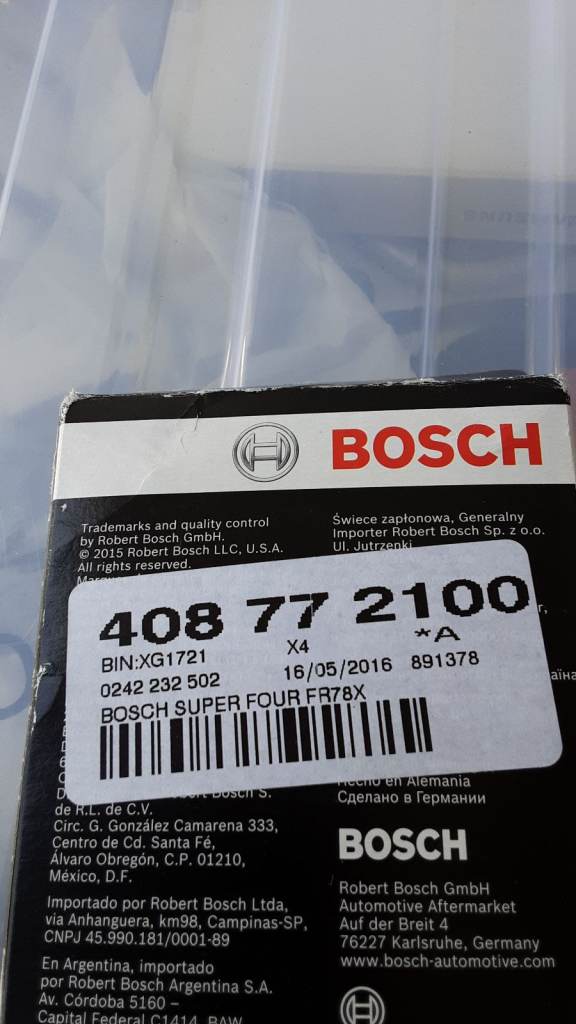 BOSCH
Trademarks and quality control
by Robert Bosch GmbH.
© 2015 Robert Bosch LLC, U.S.A.
All rights reserved.
Świece zapłonowa, Generalny
Importer Robert Bosch Sp. z o.o.
Ul. Jutrzenki
408 77 2100
BIN:XG1721
X4
*A
0242 232 502
16/05/2016
891378
BOSCH SUPER FOUR FR78X
Bosch S.
de R.L. de C.V.
Circ. G. González Camarena 333,
Centro de Cd. Santa Fé,
Álvaro Obregón, C.P. 01210,
México, D.F.
Importado por Robert Bosch Ltda,
via Anhanguera, km98, Campinas-SP,
CNPJ 45.990.181/0001-89
En Argentina, importado
por Robert Bosch Argentina S.A.
Av. Córdoba 5160 –
Capital Federal C1414 BAW
Hecho en Alemania
Сделано в Германии
BOSCH
Robert Bosch GmbH
Automotive Aftermarket
Auf der Breit 4
76227 Karlsruhe, Germany
www.bosch-automotive.com